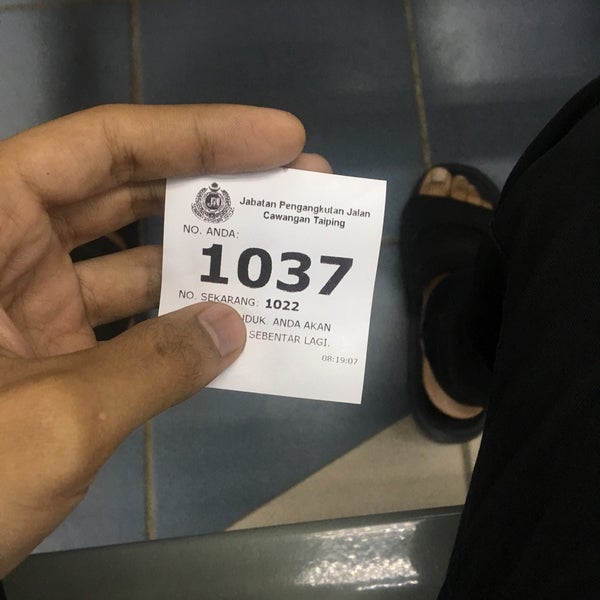 Jabatan Pengangkutan Jalan
Cawangan Taiping
NO. ANDA:
1037
NO. SEKARANG: 1022
ANDA AKAN
SEBENTAR LAGI.
08:19:07